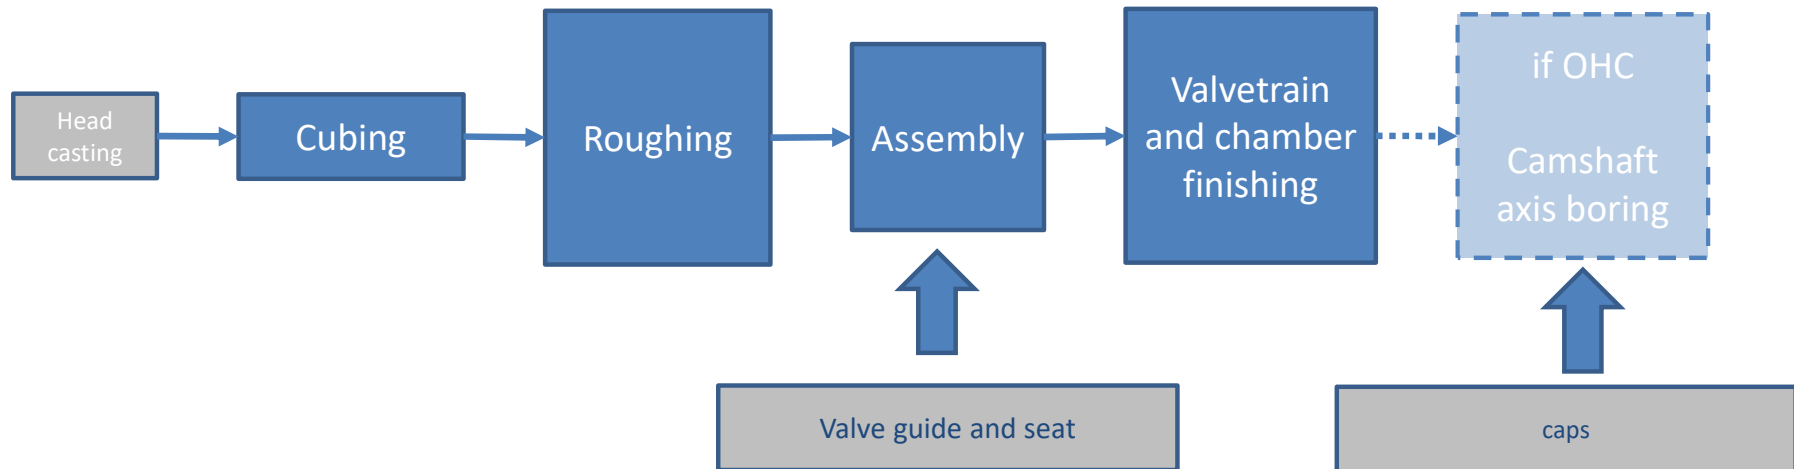 Head
casting
Cubing
Roughing
Assembly
Valvetrain
and chamber
finishing
if OHC
Camshaft
axis boring
Valve guide and seat
caps